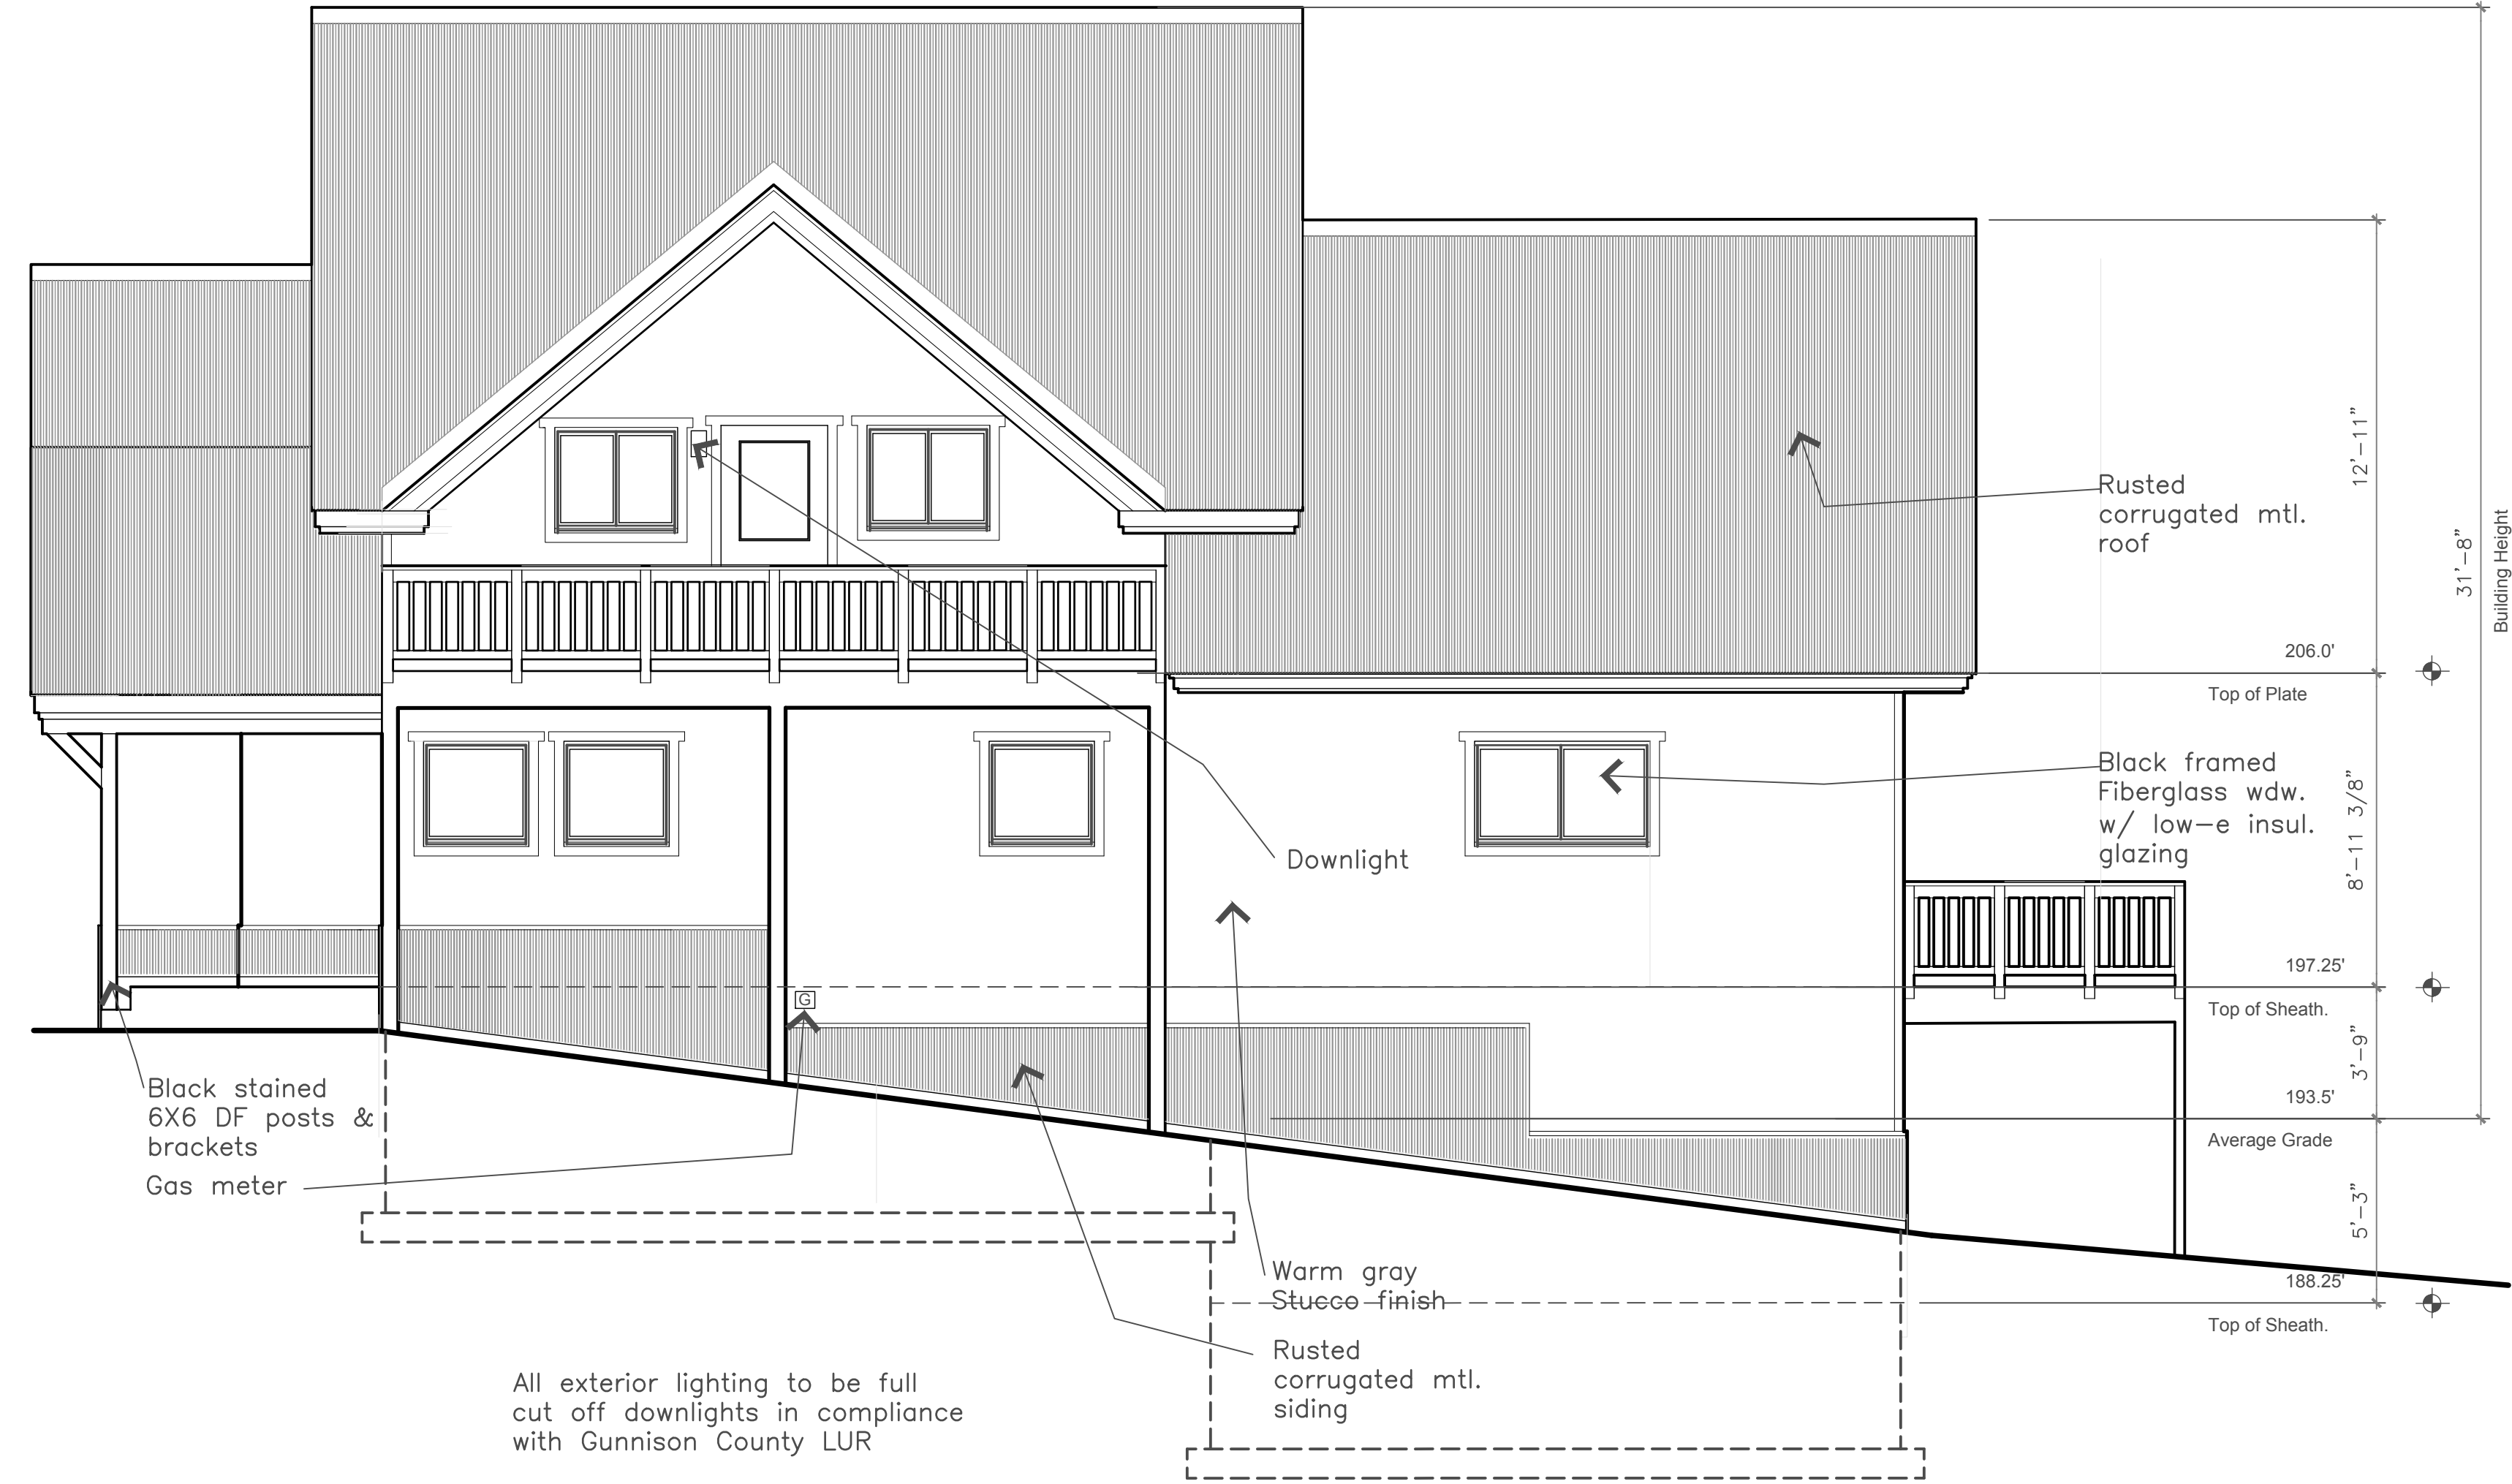 Rusted
corrugated mtl.
roof
12'-11"
31'-8"
Building Height
206.0'
Top of Plate
Black framed
Fiberglass wdw.
w/ low-e insul.
glazing
8'-11 3/8"
Downlight
197.25'
Top of Sheath.
G
3'-9"
193.5'
Average Grade
Black stained
6X6 DF posts &
brackets
Gas meter
5'-3"
188.25'
Top of Sheath.
Warm gray
Stucco finish
Rusted
corrugated mtl.
siding
All exterior lighting to be full
cut off downlights in compliance
with Gunnison County LUR